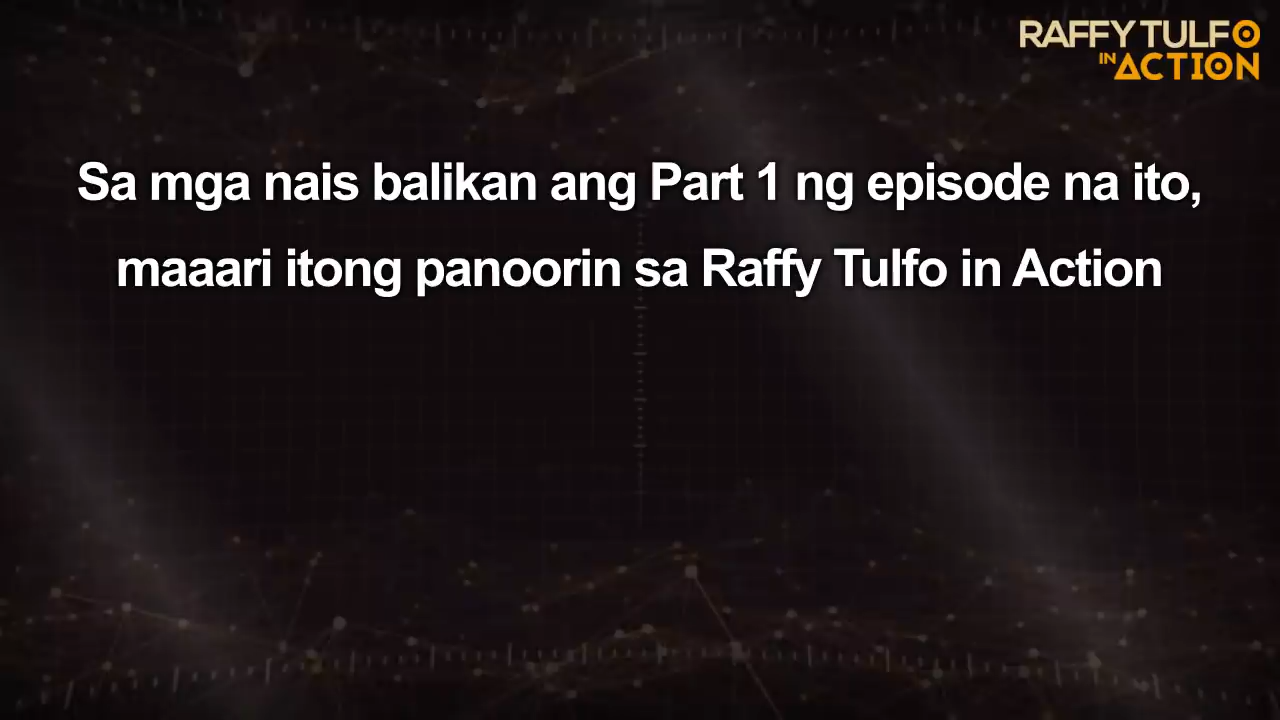 RAFFY TULFO
IN ACTION
Sa mga nais balikan ang Part 1 ng episode na ito,
maaari itong panoorin sa Raffy Tulfo in Action